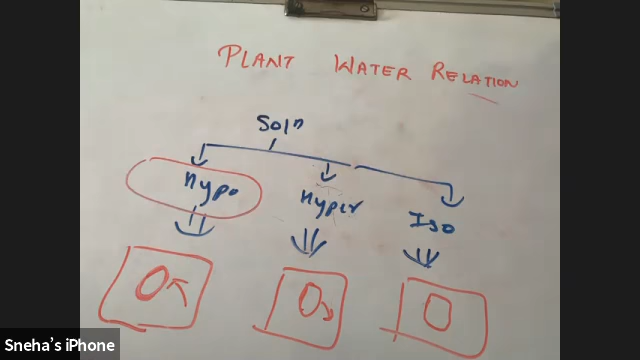 PLANT WATER RELATION
Soln
Hypo
Hyper
Iso
Sneha's iPhone